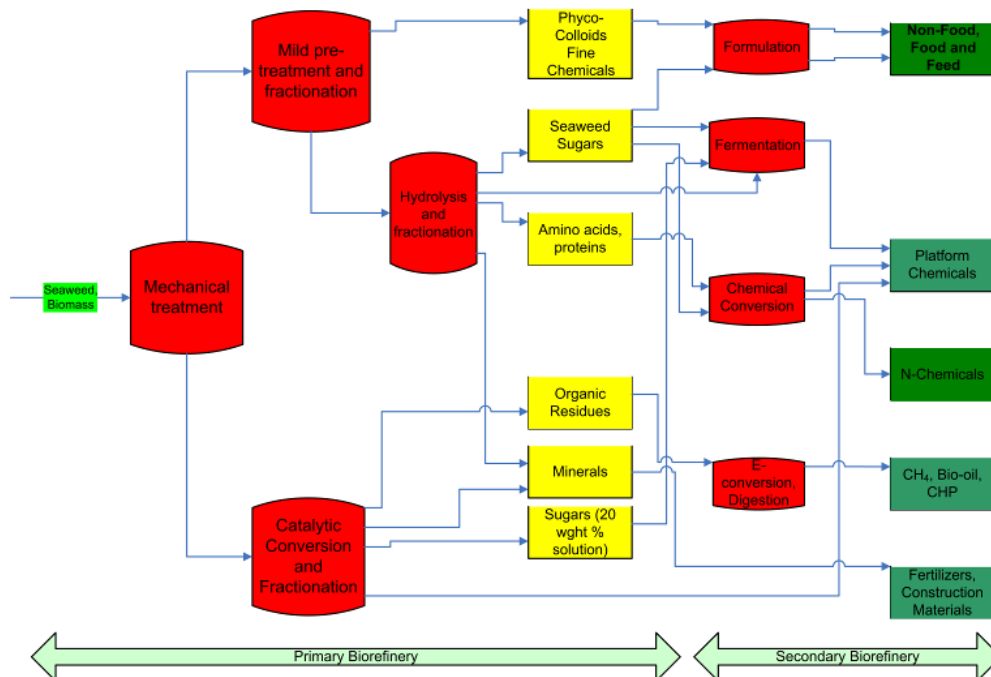 Mild pre-
treatment and
fractionation
Phyco-
Colloids
Fine
Chemicals
Formulation
Non-Food,
Food and
Feed
Seaweed
Sugars
Fermentation
Hydrolysis
and
fractionation
Amino acids,
proteins
Platform
Chemicals
Seaweed,
Biomass
Mechanical
treatment
Chemical
Conversion
N-Chemicals
Organic
Residues
Minerals
E-
conversion,
Digestion
CH₄, Bio-oil,
CHP
Catalytic
Conversion
and
Fractionation
Sugars (20
wght %
solution)
Fertilizers,
Construction
Materials
Primary Biorefinery
Secondary Biorefinery